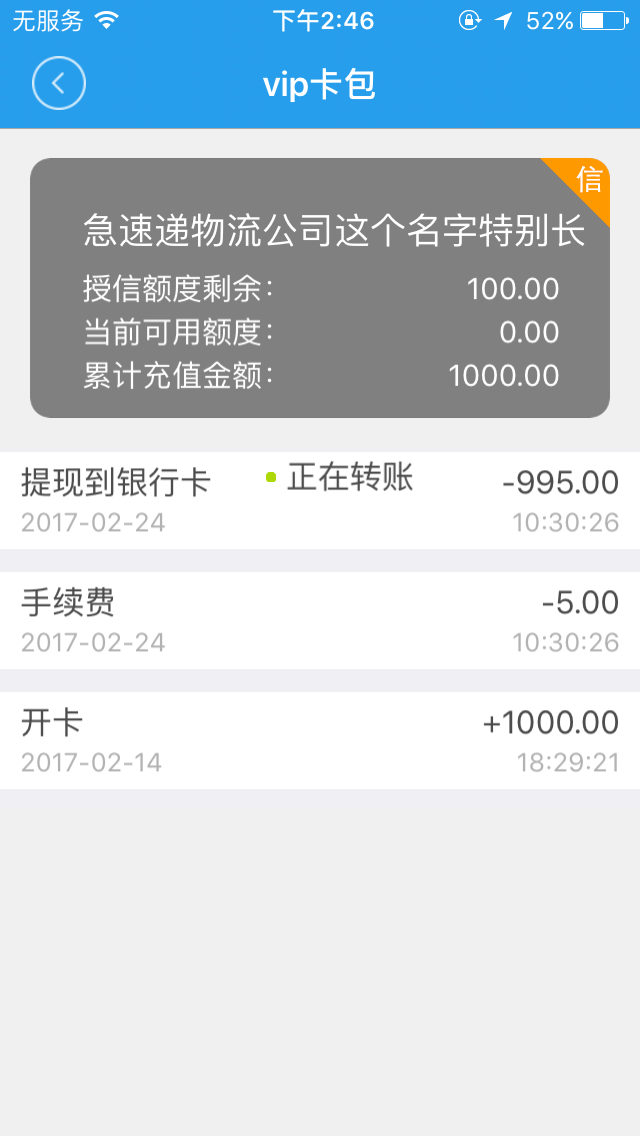 无服务 下午2:46 52%
vip卡包
信
急速递物流公司这个名字特别长
授信额度剩余: 100.00
当前可用额度: 0.00
累计充值金额: 1000.00
提现到银行卡 正在转账 -995.00
2017-02-24 10:30:26
手续费 -5.00
2017-02-24 10:30:26
开卡 +1000.00
2017-02-14 18:29:21